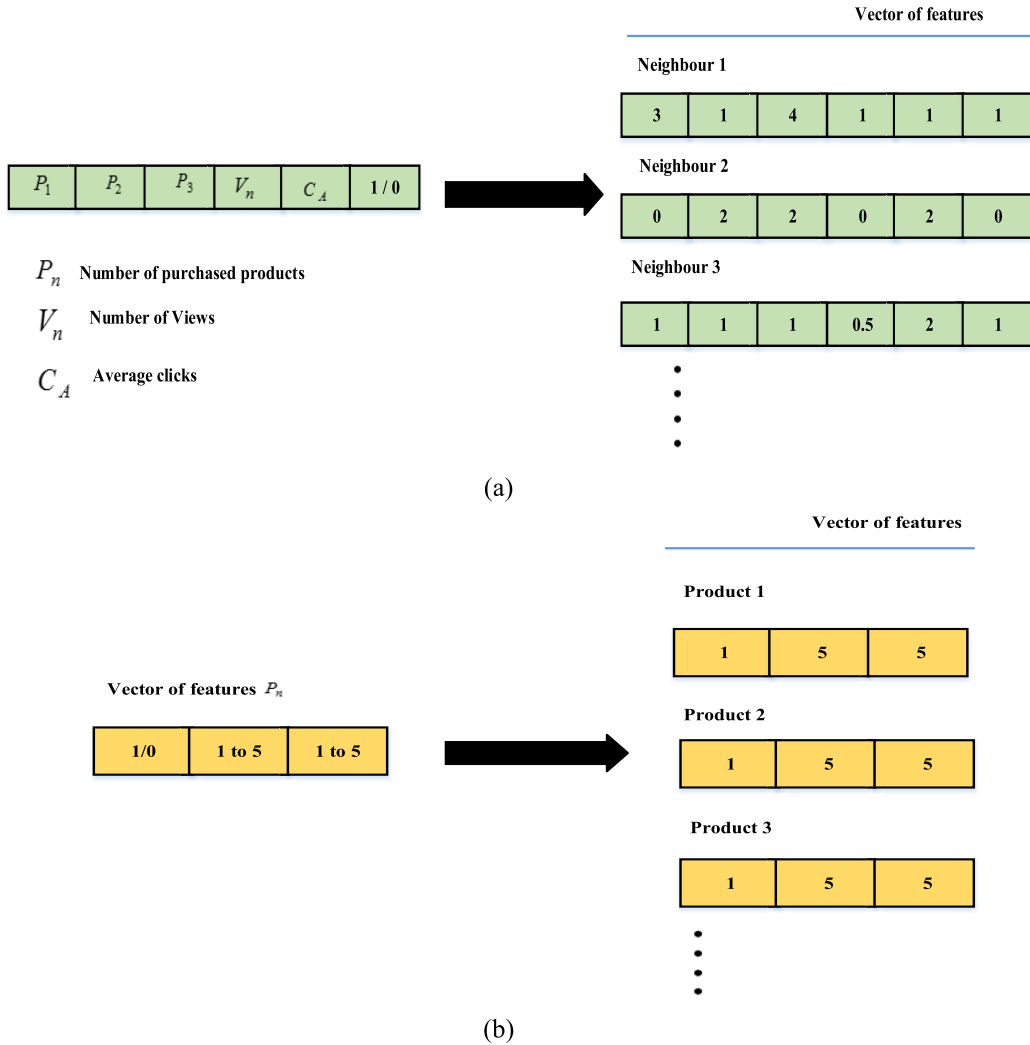 Vector of features
Neighbour 1
3 1 4 1 1 1
Neighbour 2
P₁ P₂ P₃ Vₙ C_A 1 / 0
0 2 2 0 2 0
Neighbour 3
Pₙ Number of purchased products
Vₙ Number of Views
1 1 1 0.5 2 1
C_A Average clicks
(a)
Vector of features
Product 1
1 5 5
Vector of features Pₙ
Product 2
1/0 1 to 5 1 to 5
1 5 5
Product 3
1 5 5
(b)